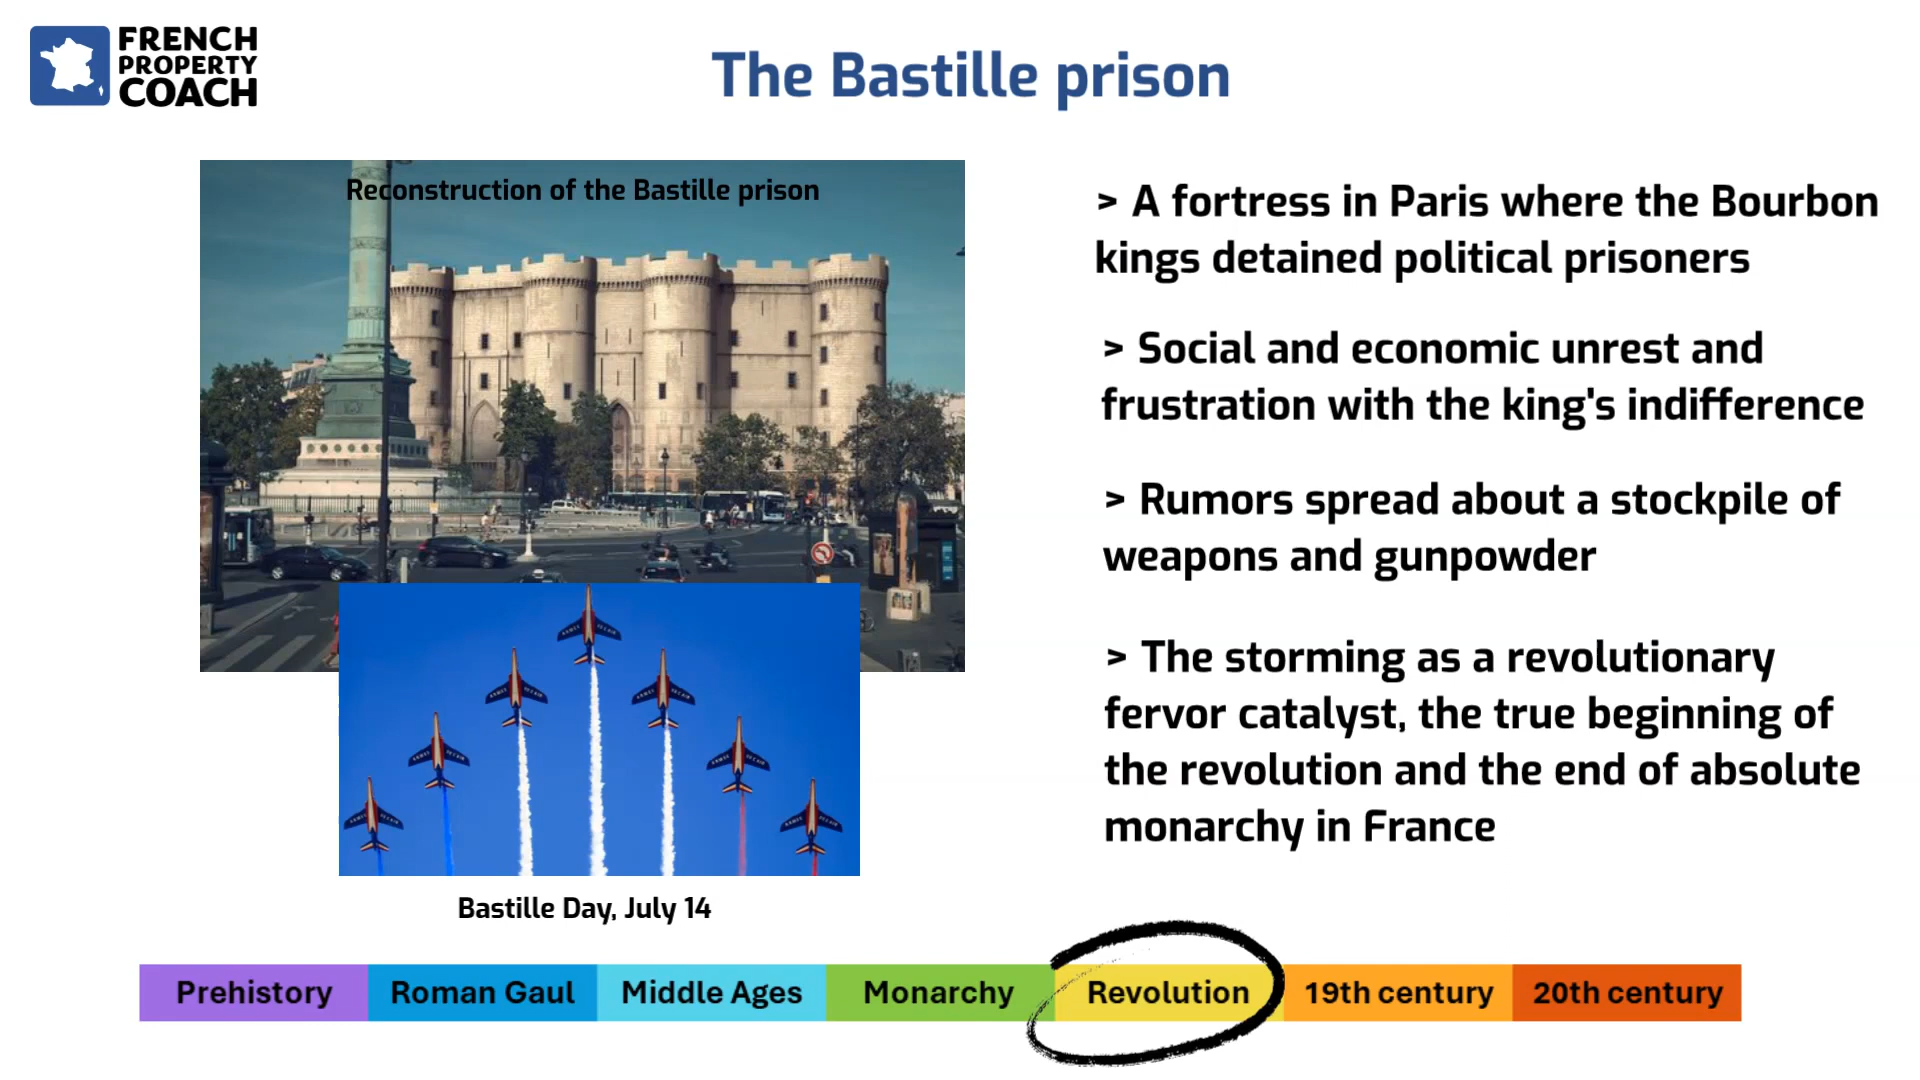 FRENCH
PROPERTY
COACH
The Bastille prison
Reconstruction of the Bastille prison
> A fortress in Paris where the Bourbon
kings detained political prisoners
> Social and economic unrest and
frustration with the king's indifference
> Rumors spread about a stockpile of
weapons and gunpowder
> The storming as a revolutionary
fervor catalyst, the true beginning of
the revolution and the end of absolute
monarchy in France
Bastille Day, July 14
Prehistory
Roman Gaul
Middle Ages
Monarchy
Revolution
19th century
20th century